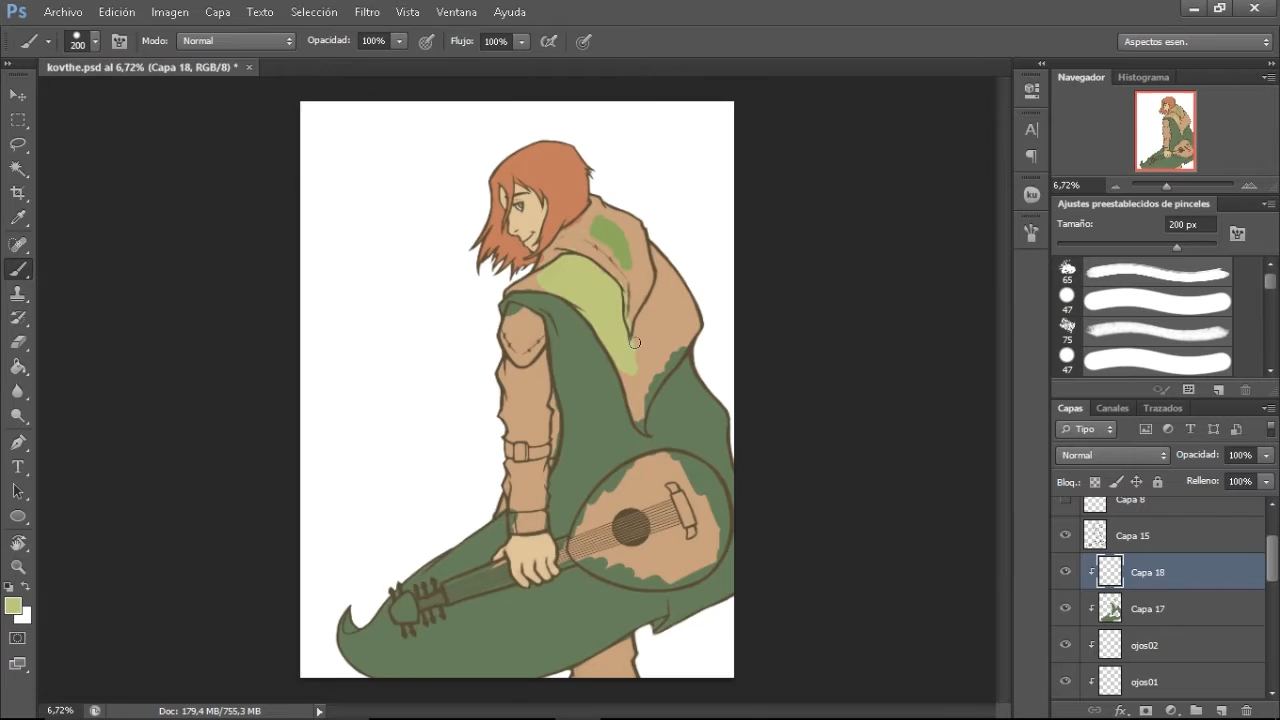 Ps Archivo Edición Imagen Capa Texto Selección Filtro Vista Ventana Ayuda
200 Modo: Normal Opacidad: 100% Flujo: 100% Aspectos esen.
kovthe.psd al 6,72% (Capa 18, RGB/8) * ×
Navegador Histograma
6,72%
Ajustes preestablecidos de pinceles
Tamaño: 200 px
65
47
75
47
Capas Canales Trazados
Tipo
Normal Opacidad: 100%
Bloq.: Relleno: 100%
Capa 8
Capa 15
Capa 18
Capa 17
ojos02
ojos01
6,72% Doc: 179,4 MB/755,3 MB